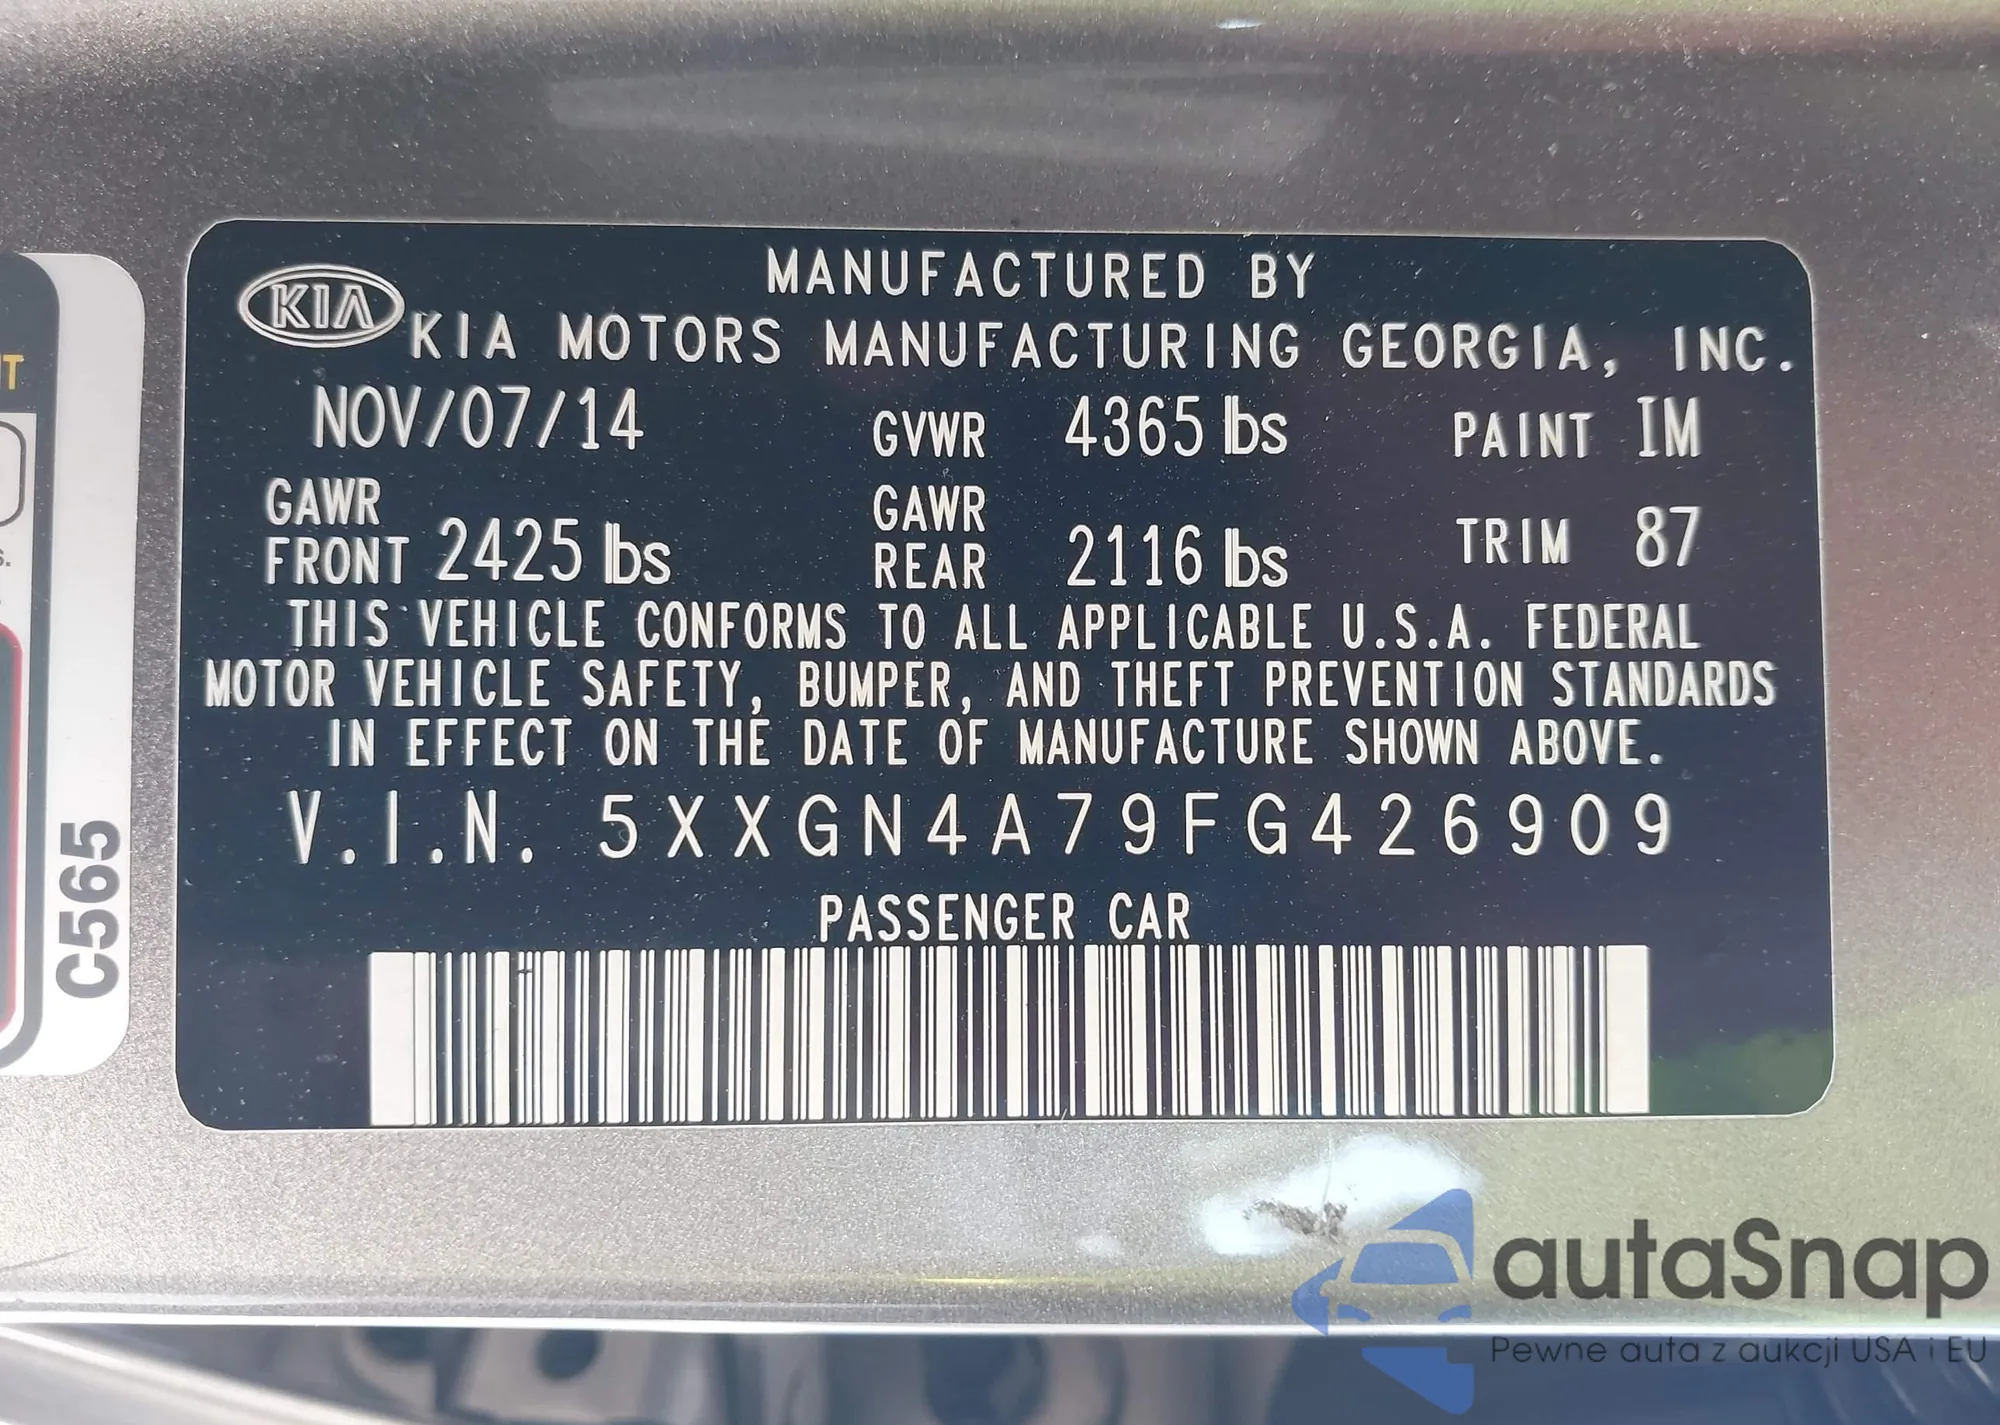 MANUFACTURED BY
KIA
KIA MOTORS MANUFACTURING GEORGIA, INC.
NOV/07/14 GVWR 4365 lbs PAINT IM
GAWR FRONT 2425 lbs GAWR REAR 2116 lbs TRIM 87
THIS VEHICLE CONFORMS TO ALL APPLICABLE U.S.A. FEDERAL
MOTOR VEHICLE SAFETY, BUMPER, AND THEFT PREVENTION STANDARDS
IN EFFECT ON THE DATE OF MANUFACTURE SHOWN ABOVE.
V.I.N. 5XXGN4A79FG426909
PASSENGER CAR
C565
autaSnap
Pewne auta z aukcji USA i EU